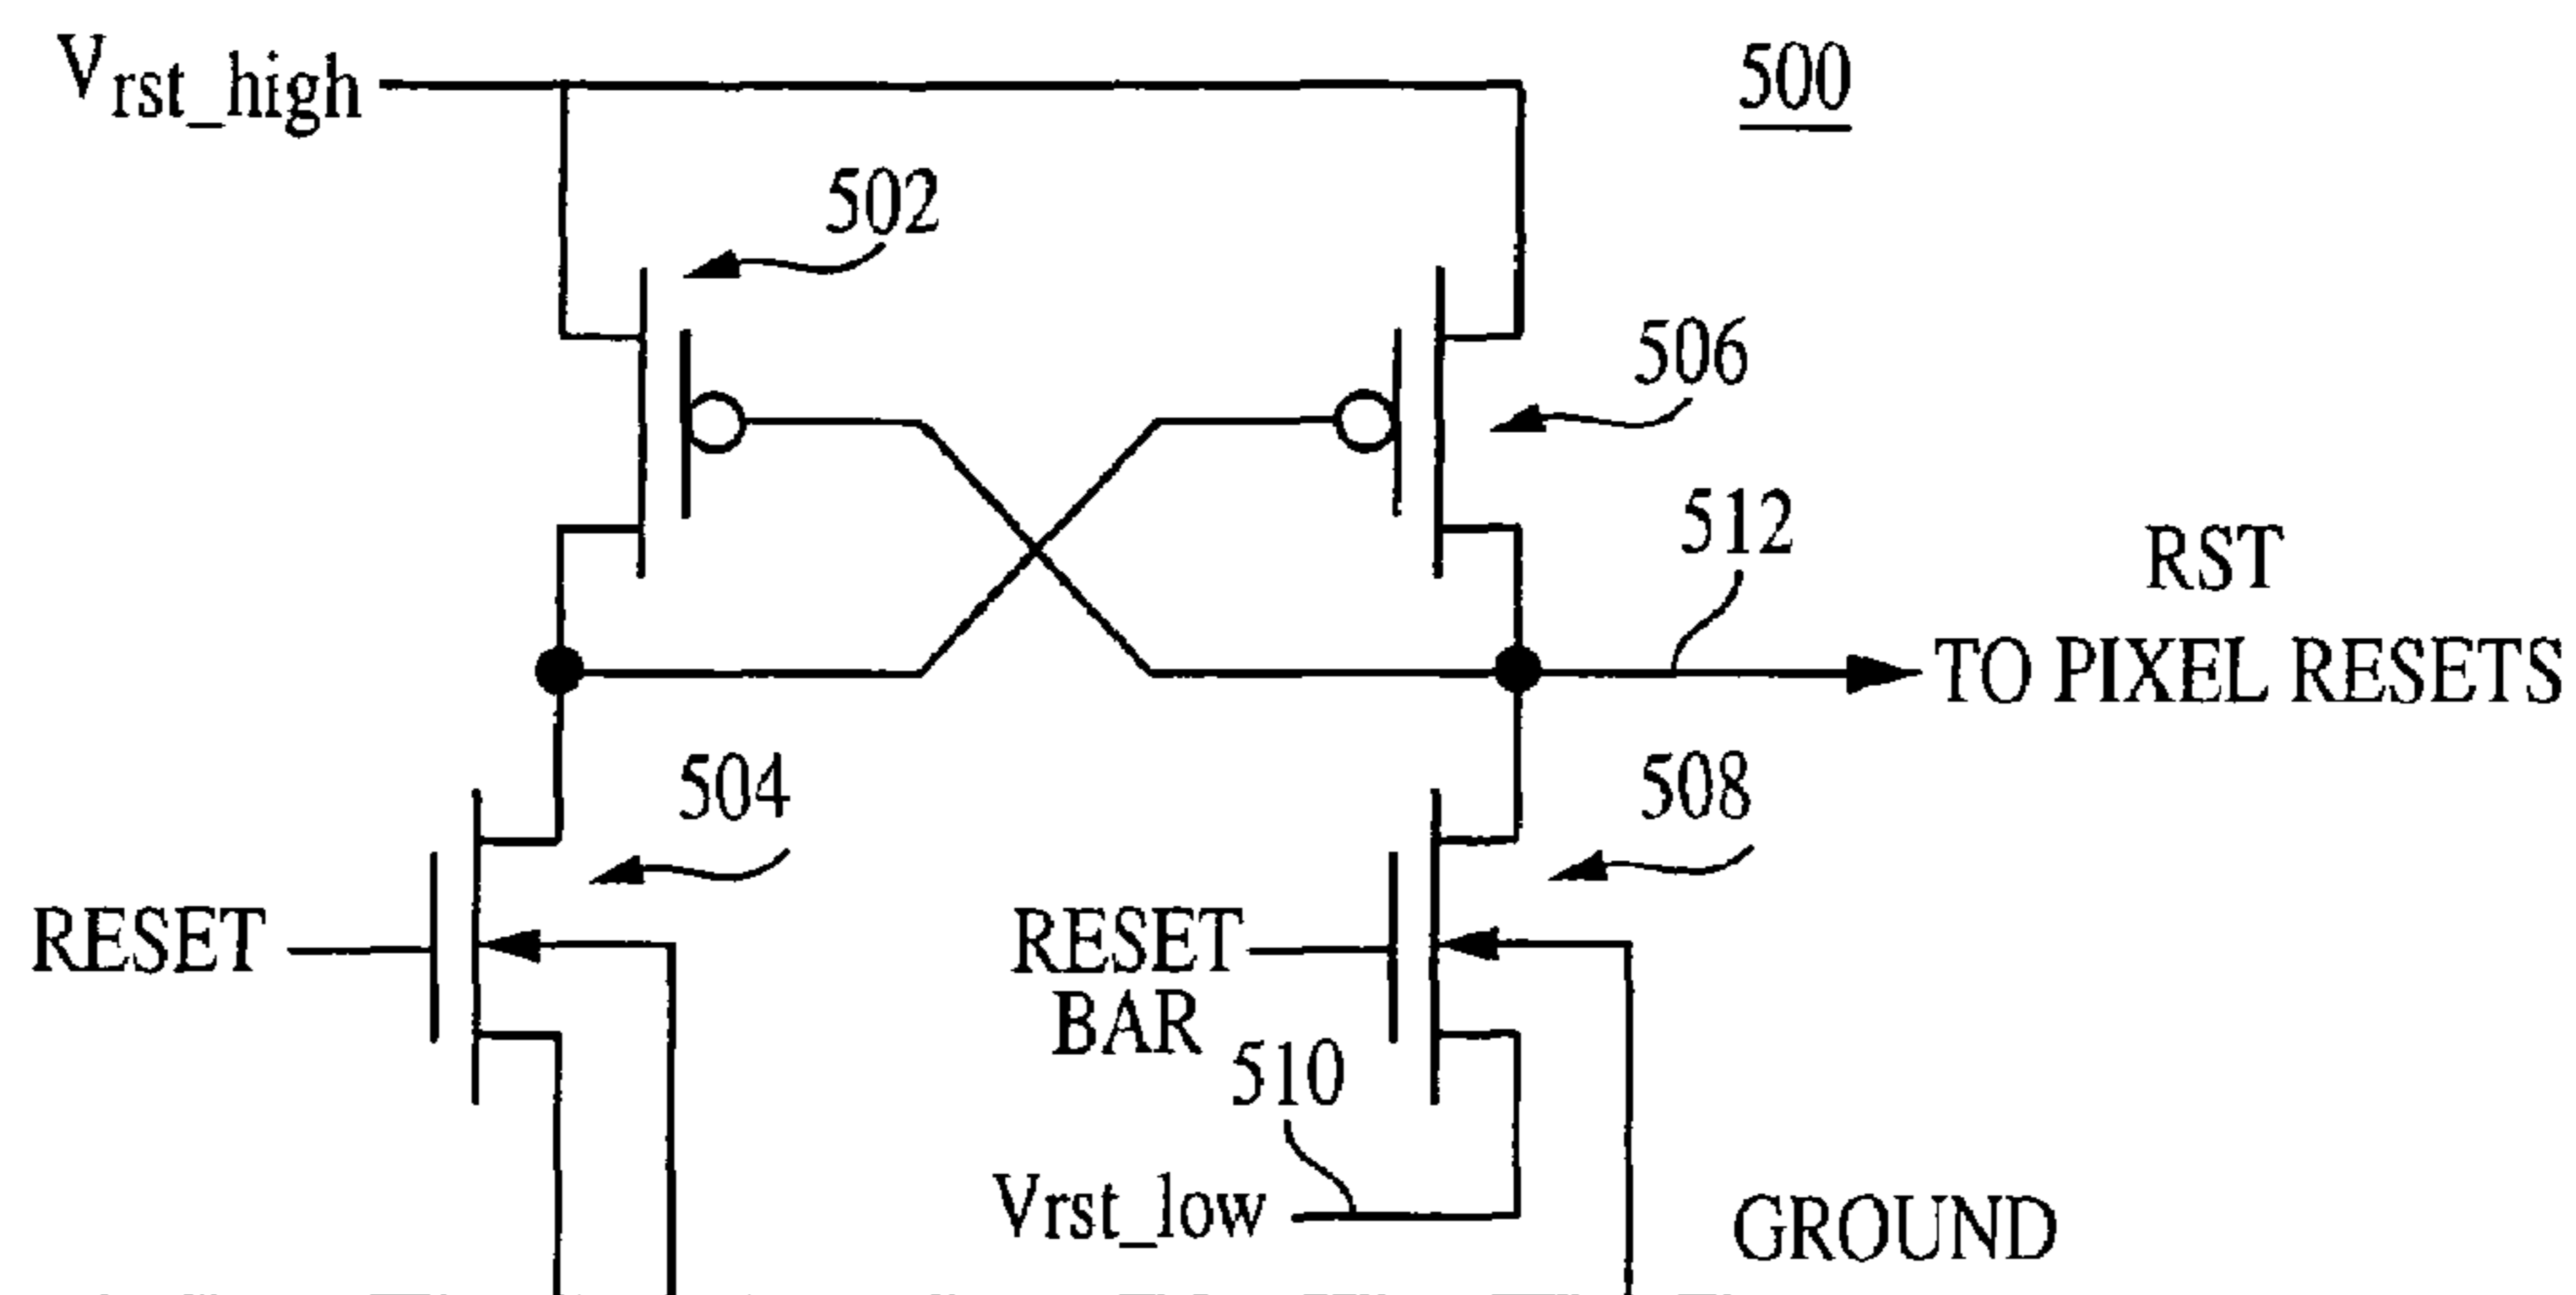 Vrst_high
500
502
506
512
RST
TO PIXEL RESETS
504
508
RESET
RESET
BAR
510
Vrst_low
GROUND